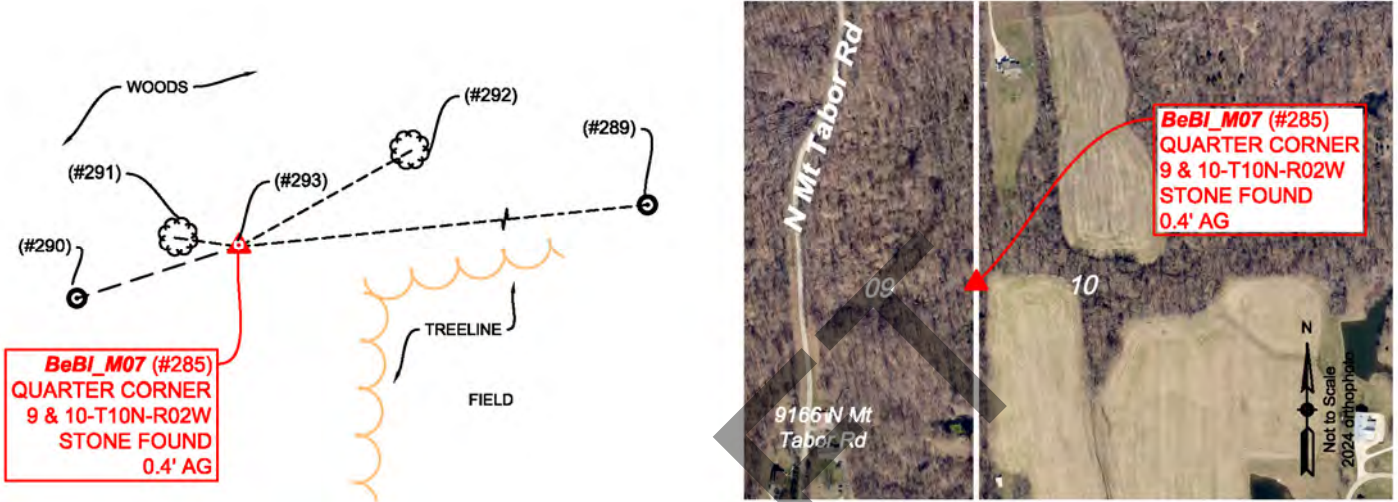 WOODS
(#292)
(#289)
(#291)
(#293)
(#290)
TREELINE
FIELD
BeBl_M07 (#285)
QUARTER CORNER
9 & 10-T10N-R02W
STONE FOUND
0.4' AG
N Mt Tabor Rd
BeBl_M07 (#285)
QUARTER CORNER
9 & 10-T10N-R02W
STONE FOUND
0.4' AG
09
10
9166 N Mt
Tabor Rd
N
Not to Scale
2024 orthophoto